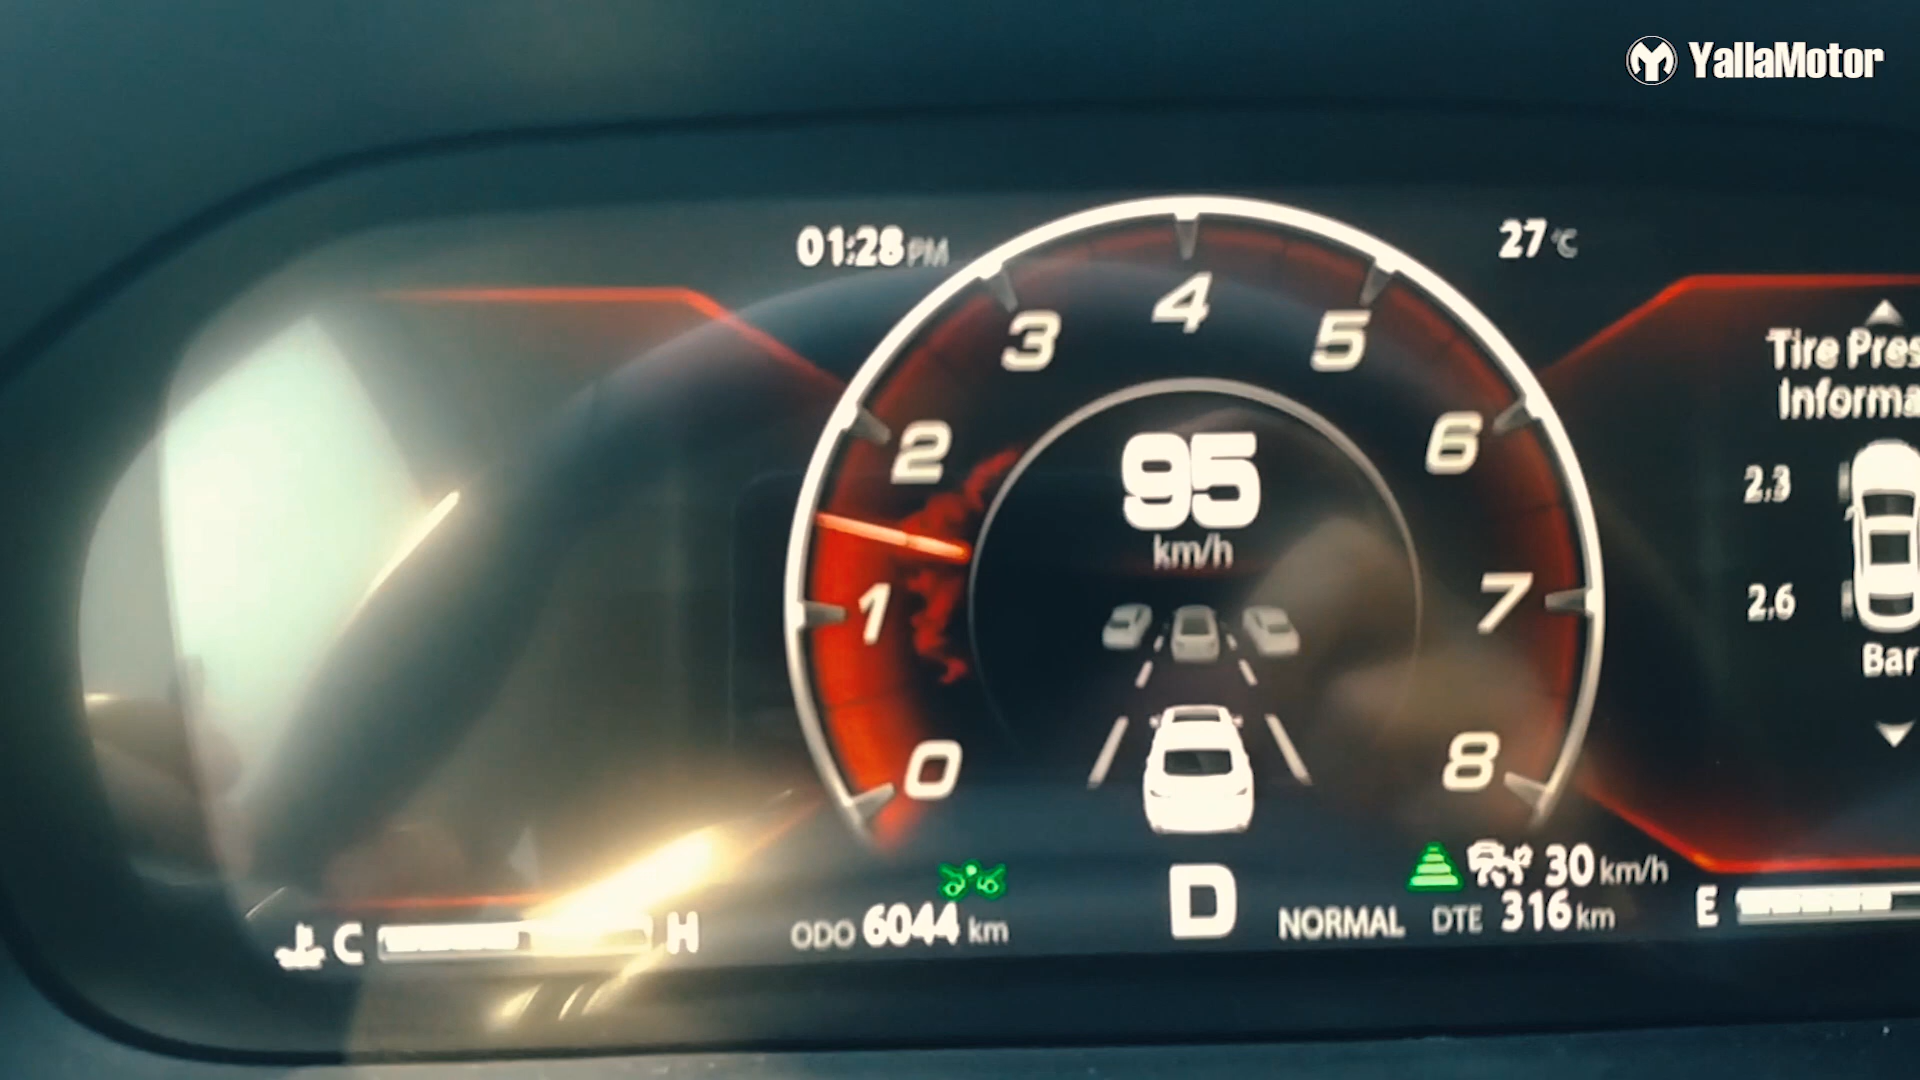 YallaMotor
01:28 PM
27 °C
0
1
2
3
4
5
6
7
8
95
km/h
Tire Pres
Informa
2.3
2.6
Bar
C
H
ODO 6044 km
D
NORMAL
30 km/h
DTE 316 km
E